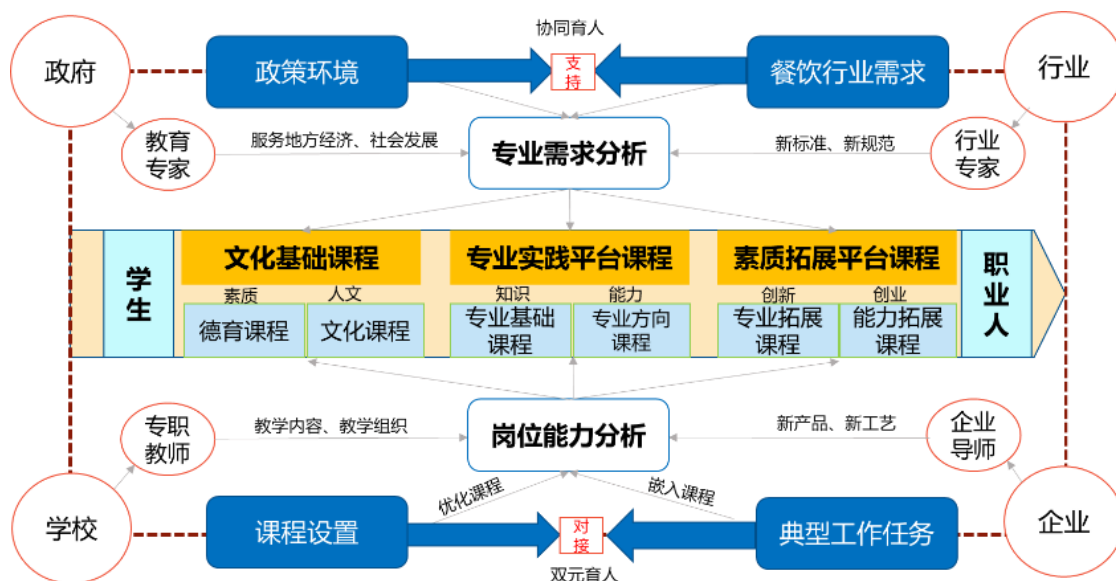 协同育人
政府
政策环境
支
持
餐饮行业需求
行业
教育
专家
服务地方经济、社会发展
专业需求分析
新标准、新规范
行业
专家
学
生
文化基础课程
素质
人文
德育课程
文化课程
专业实践平台课程
知识
能力
专业基础
课程
专业方向
课程
素质拓展平台课程
创新
创业
专业拓展
课程
能力拓展
课程
职
业
人
专职
教师
教学内容、教学组织
岗位能力分析
新产品、新工艺
企业
导师
优化课程
嵌入课程
学校
课程设置
对
接
典型工作任务
企业
双元育人